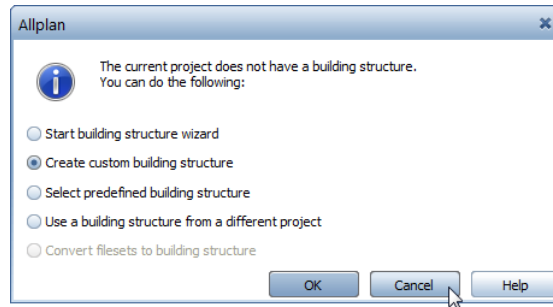 Allplan
The current project does not have a building structure.
You can do the following:
Start building structure wizard
Create custom building structure
Select predefined building structure
Use a building structure from a different project
Convert filesets to building structure
OK Cancel Help